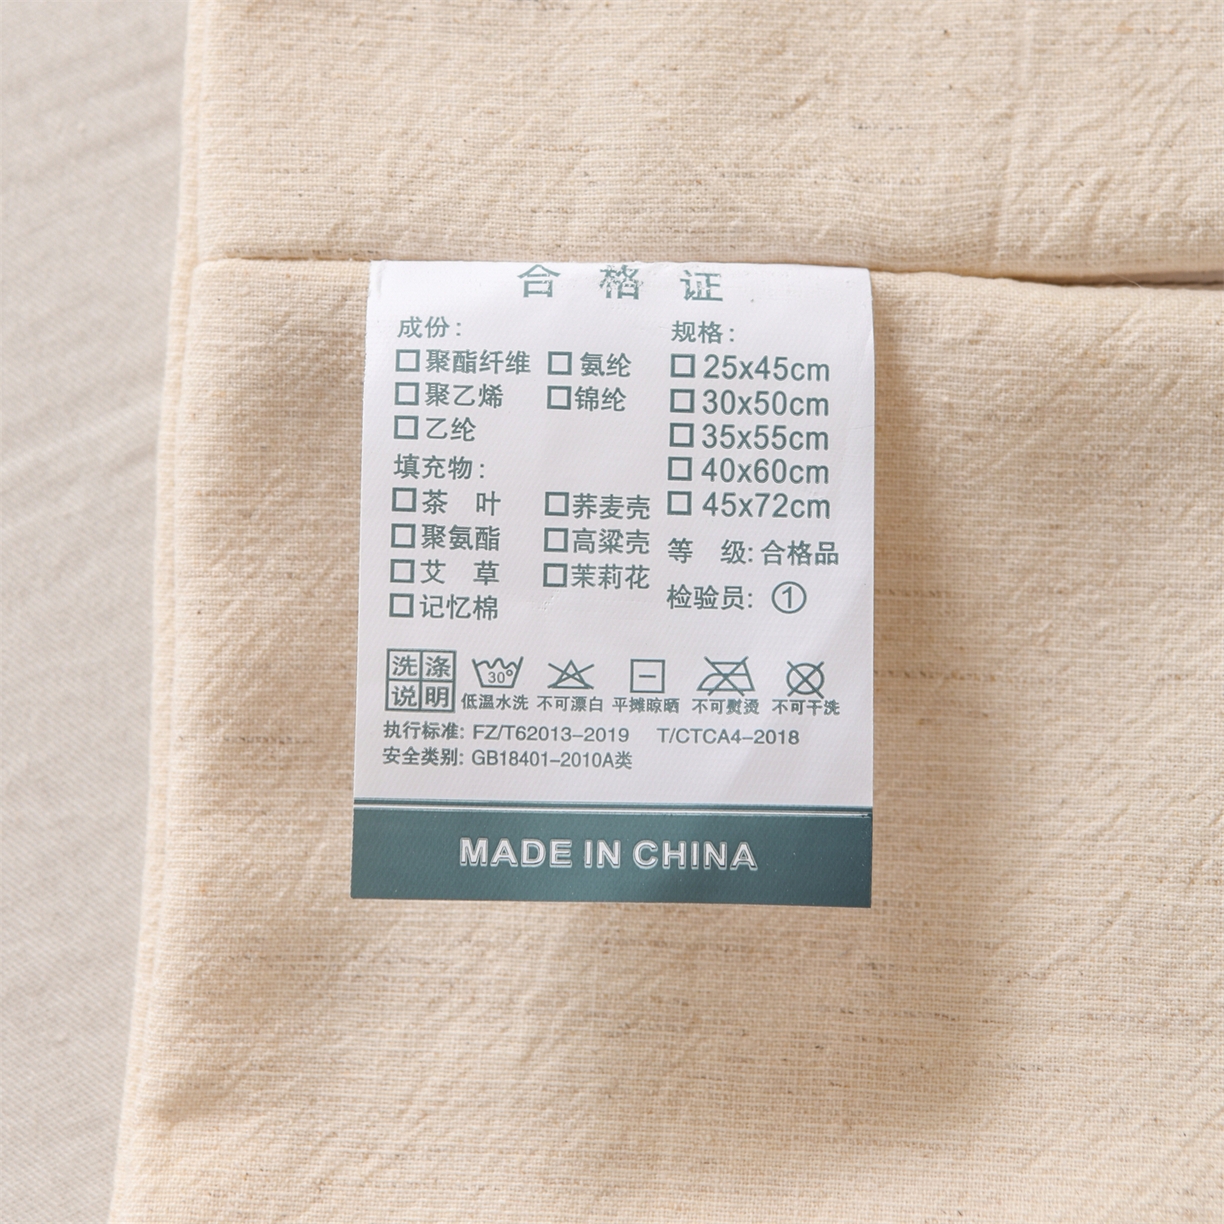 合格证
成份:
□聚酯纤维 □氨纶
□聚乙烯 □锦纶
□乙纶
填充物:
□茶 叶 □荞麦壳
□聚氨酯 □高粱壳
□艾 草 □茉莉花
□记忆棉
规格:
□25x45cm
□30x50cm
□35x55cm
□40x60cm
□45x72cm
等 级: 合格品
检验员: ①
洗涤说明
30°
低温水洗 不可漂白 平摊晾晒 不可熨烫 不可干洗
执行标准: FZ/T62013-2019 T/CTCA4-2018
安全类别: GB18401-2010A类
MADE IN CHINA